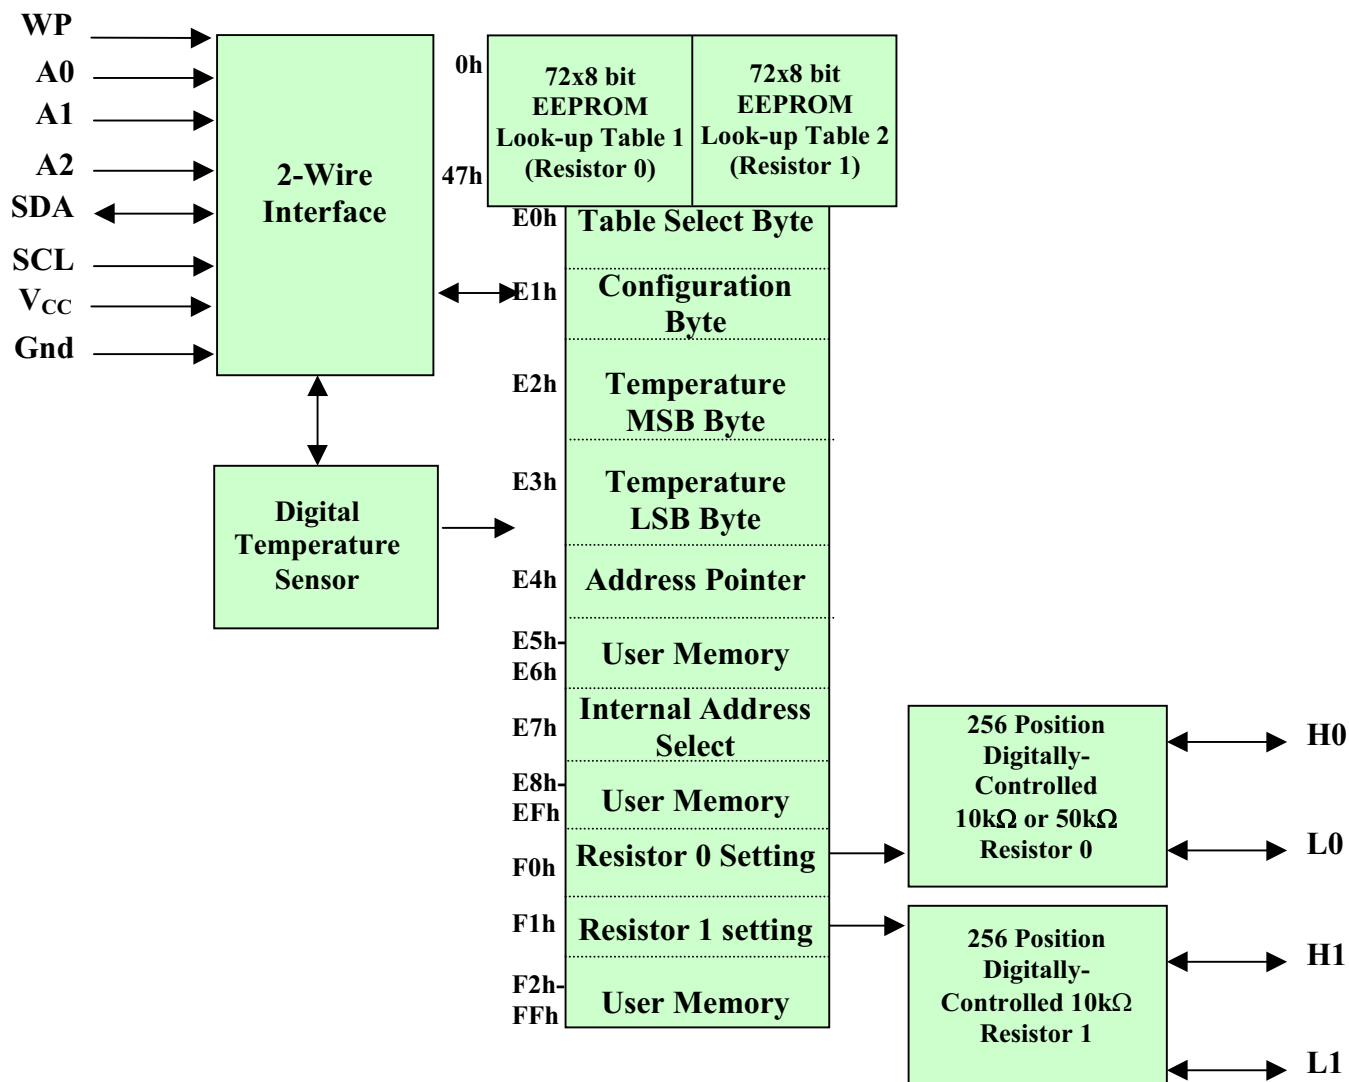 WP
A0
A1
A2
SDA
SCL
VCC
Gnd
2-Wire
Interface
Digital
Temperature
Sensor
0h
47h
72x8 bit
EEPROM
Look-up Table 1
(Resistor 0)
72x8 bit
EEPROM
Look-up Table 2
(Resistor 1)
E0h
Table Select Byte
E1h
Configuration
Byte
E2h
Temperature
MSB Byte
E3h
Temperature
LSB Byte
E4h
Address Pointer
E5h-
E6h
User Memory
E7h
Internal Address
Select
E8h-
EFh
User Memory
F0h
Resistor 0 Setting
F1h
Resistor 1 setting
F2h-
FFh
User Memory
256 Position
Digitally-
Controlled
10kΩ or 50kΩ
Resistor 0
H0
L0
256 Position
Digitally-
Controlled 10kΩ
Resistor 1
H1
L1